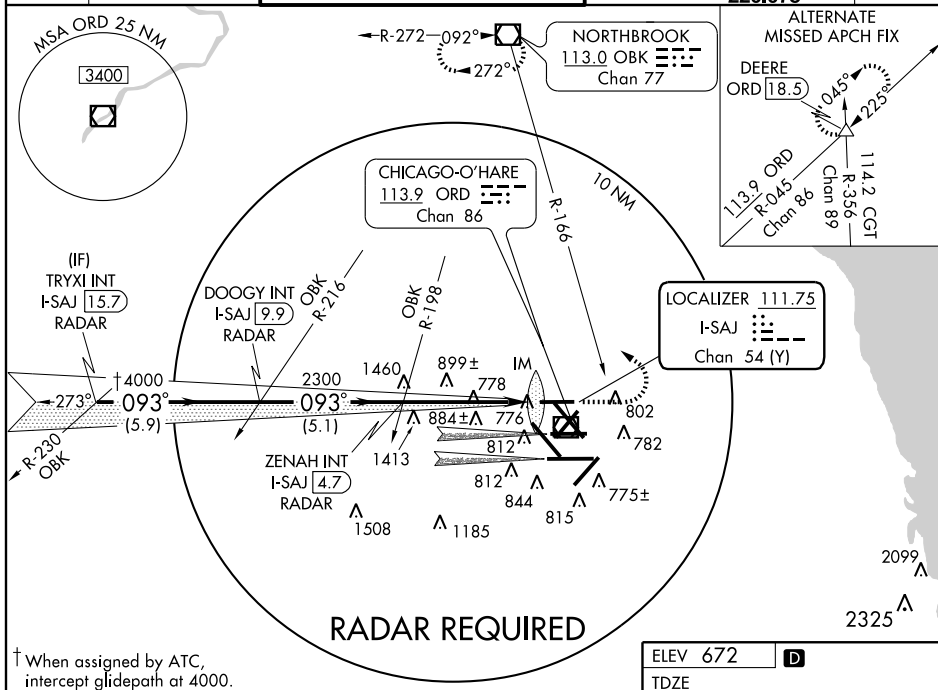 MSA ORD 25 NM
3400
R-272
092°
272°
NORTHBROOK
113.0 OBK
Chan 77
ALTERNATE
MISSED APCH FIX
DEERE
ORD 18.5
045°
225°
113.9 ORD
R-045
Chan 86
114.2 CGT
R-356
Chan 89
CHICAGO-O'HARE
113.9 ORD
Chan 86
10 NM
R-166
(IF)
TRYXI INT
I-SAJ 15.7
RADAR
DOOGY INT
I-SAJ 9.9
RADAR
OBK
R-216
OBK
R-198
LOCALIZER 111.75
I-SAJ
Chan 54 (Y)
†4000
2300
1460
899±
778
IM
273°
093°
093°
(5.9)
(5.1)
884±
776
802
R-230
OBK
1413
812
782
ZENAH INT
I-SAJ 4.7
RADAR
812
844
815
775±
1508
1185
2099
2325
RADAR REQUIRED
† When assigned by ATC,
intercept glidepath at 4000.
ELEV 672
D
TDZE